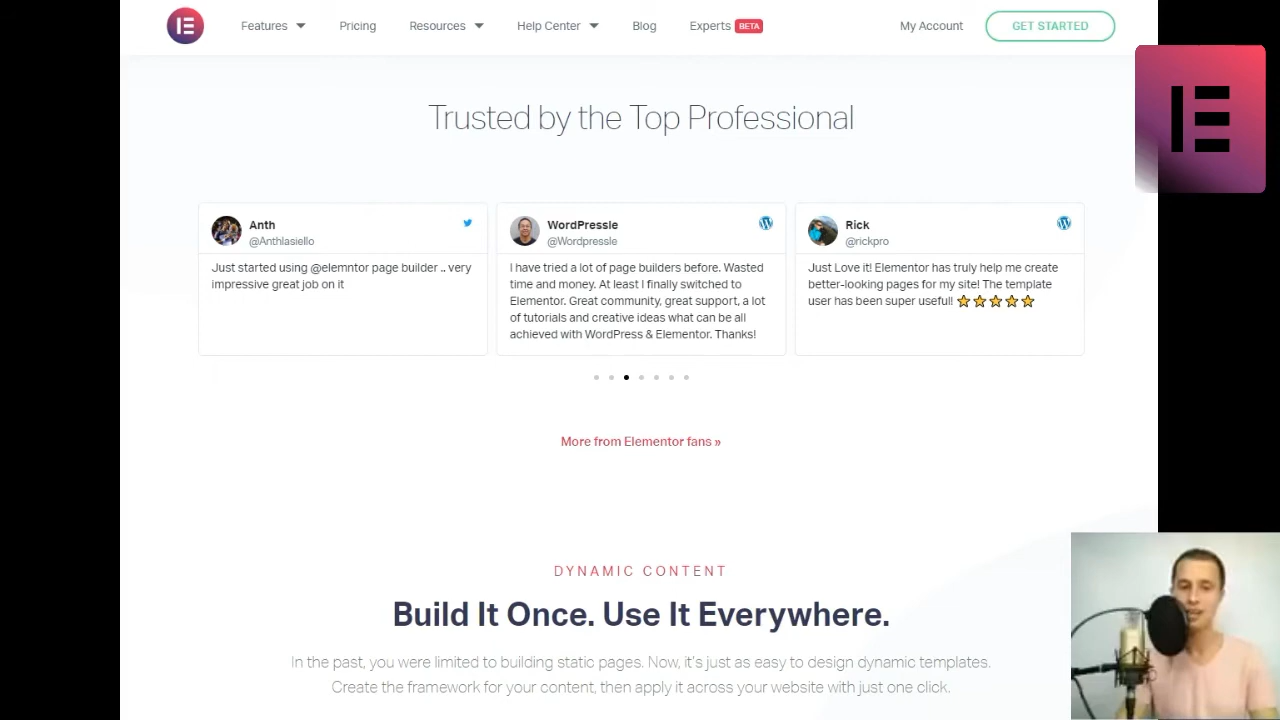 Features
Pricing
Resources
Help Center
Blog
Experts BETA
My Account
GET STARTED
Trusted by the Top Professional
Anth
@Anthlasiello
Just started using @elemntor page builder .. very
impressive great job on it
WordPressle
@Wordpressle
I have tried a lot of page builders before. Wasted
time and money. At least I finally switched to
Elementor. Great community, great support, a lot
of tutorials and creative ideas what can be all
achieved with WordPress & Elementor. Thanks!
Rick
@rickpro
Just Love it! Elementor has truly help me create
better-looking pages for my site! The template
user has been super useful! ⭐⭐⭐⭐⭐
More from Elementor fans »
DYNAMIC CONTENT
Build It Once. Use It Everywhere.
In the past, you were limited to building static pages. Now, it's just as easy to design dynamic templates.
Create the framework for your content, then apply it across your website with just one click.